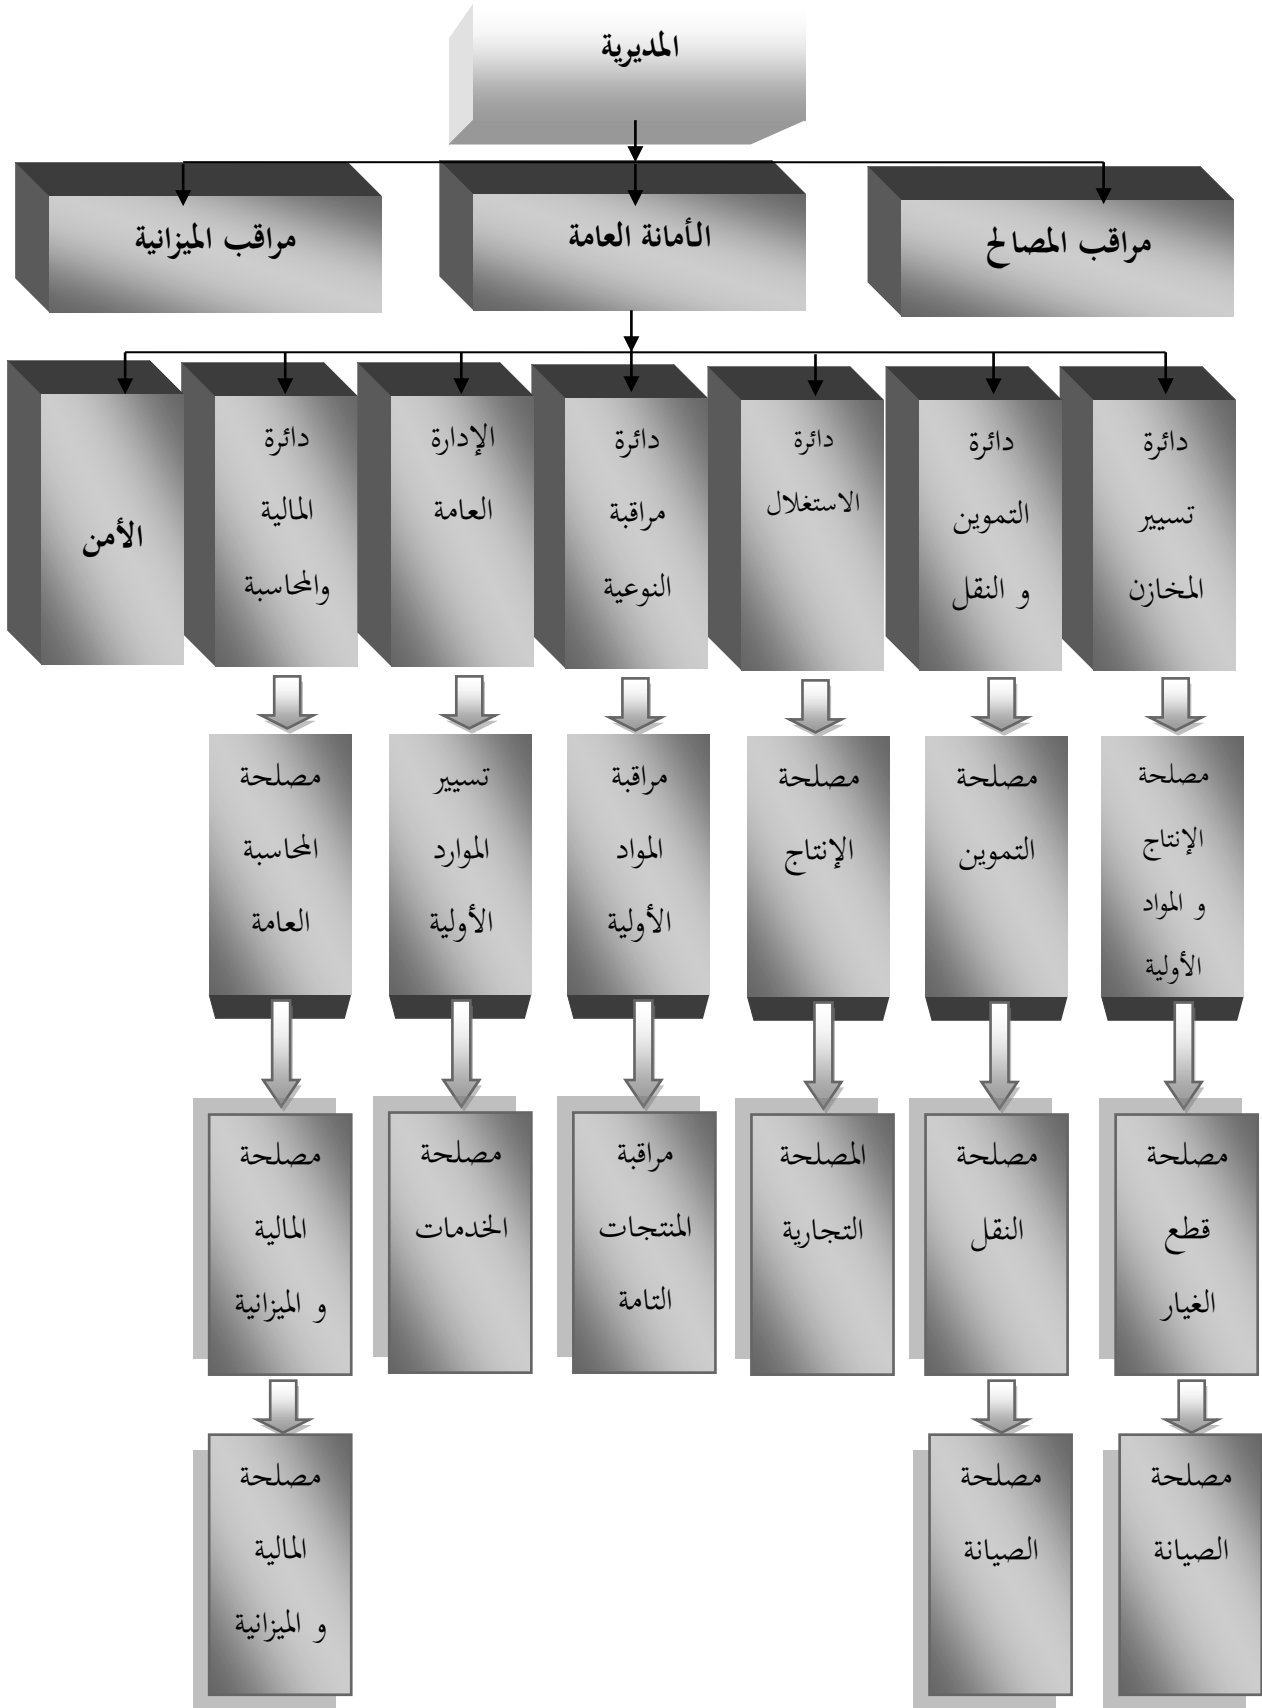 المديرية
مراقب المصالح
الأمانة العامة
مراقب الميزانية
دائرة
تسيير
المخازن
دائرة
التموين
و النقل
دائرة
الاستغلال
دائرة
مراقبة
النوعية
الإدارة
العامة
دائرة
المالية
والمحاسبة
الأمن
مصلحة
الإنتاج
و المواد
الأولية
مصلحة
التموين
مصلحة
الإنتاج
مراقبة
المواد
الأولية
تسيير
الموارد
الأولية
مصلحة
المحاسبة
العامة
مصلحة
قطع
الغيار
مصلحة
النقل
المصلحة
التجارية
مراقبة
المنتجات
التامة
مصلحة
الخدمات
مصلحة
المالية
و الميزانية
مصلحة
الصيانة
مصلحة
الصيانة
مصلحة
المالية
و الميزانية